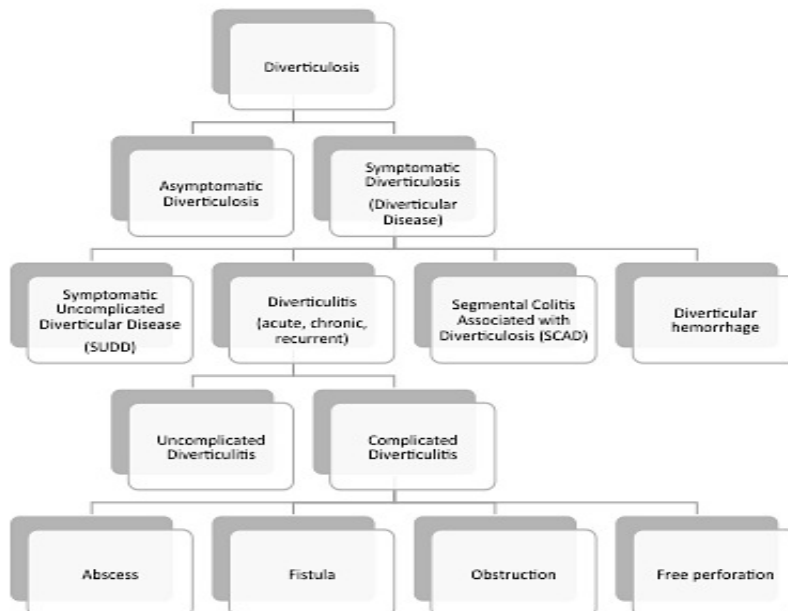 Diverticulosis
Asymptomatic
Diverticulosis
Symptomatic
Diverticulosis
(Diverticular
Disease)
Symptomatic
Uncomplicated
Diverticular Disease
(SUDD)
Diverticulitis
(acute, chronic,
recurrent)
Segmental Colitis
Associated with
Diverticulosis (SCAD)
Diverticular
hemorrhage
Uncomplicated
Diverticulitis
Complicated
Diverticulitis
Abscess
Fistula
Obstruction
Free perforation